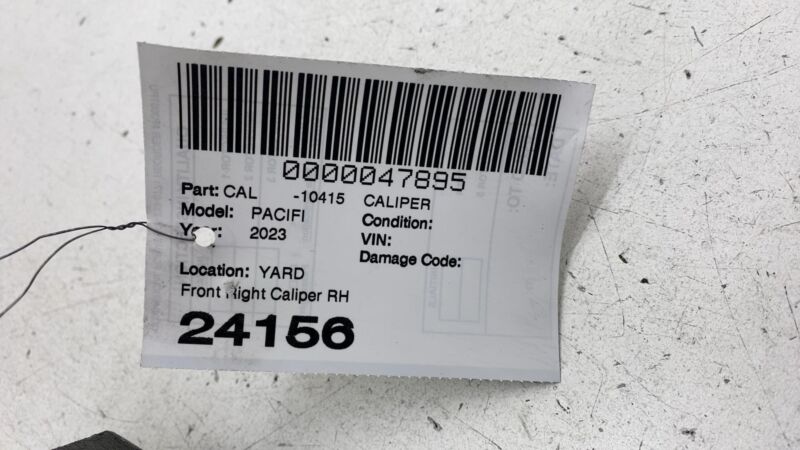 0000047895
Part: CAL -10415 CALIPER
Model: PACIFI Condition:
Year: 2023 VIN:
Damage Code:
Location: YARD
Front Right Caliper RH
24156